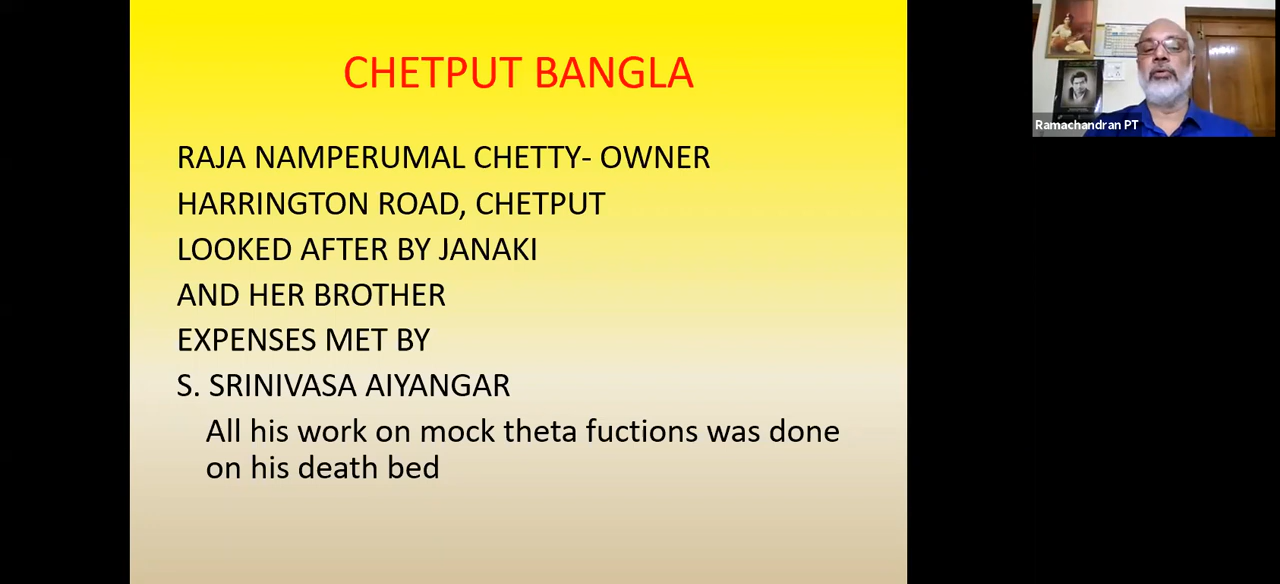 CHETPUT BANGLA
RAJA NAMPERUMAL CHETTY- OWNER
HARRINGTON ROAD, CHETPUT
LOOKED AFTER BY JANAKI
AND HER BROTHER
EXPENSES MET BY
S. SRINIVASA AIYANGAR
All his work on mock theta fuctions was done
on his death bed
Ramachandran PT